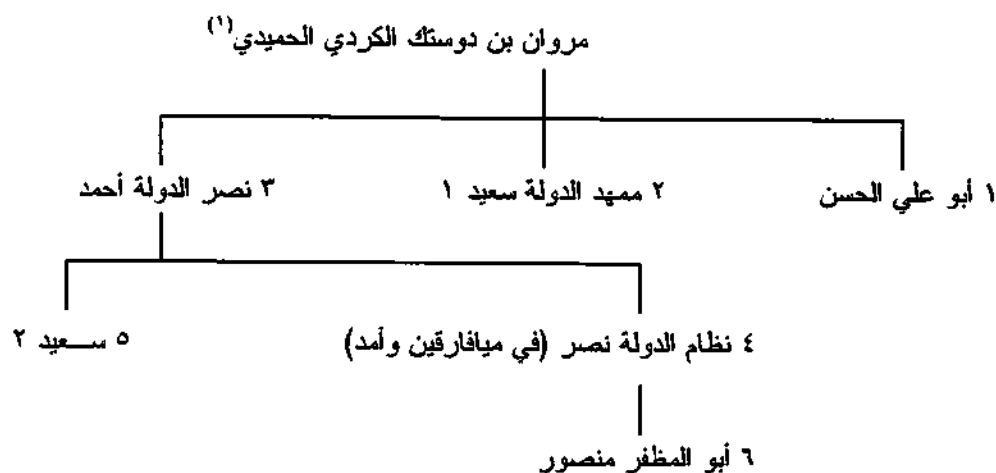 مروان بن دوستك الكردي الحميدي(١)
١ أبو علي الحسن ٢ ممهد الدولة سعيد ١ ٣ نصر الدولة أحمد
٤ نظام الدولة نصر (في ميافارقين وآمد) ٥ سعيد ٢
٦ أبو المظفر منصور